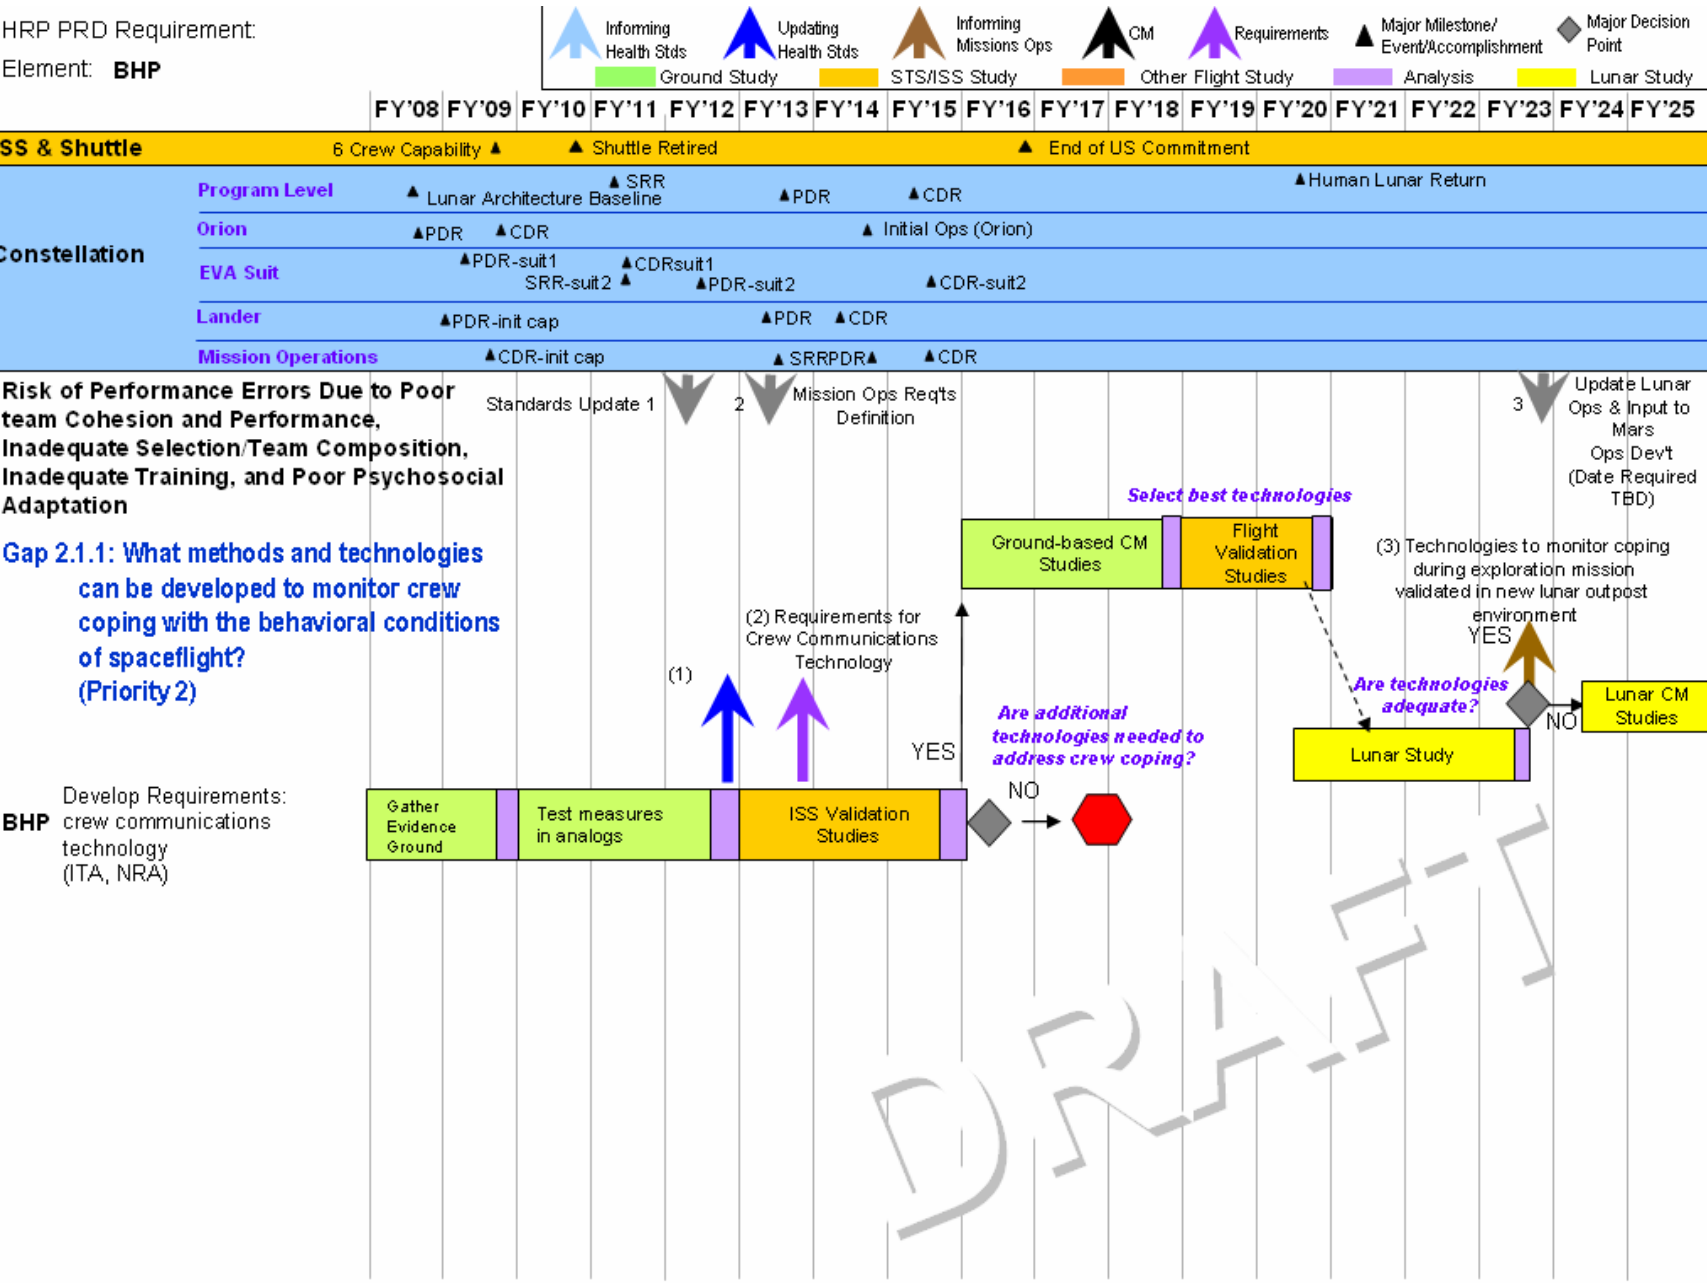 HRP PRD Requirement:
Element: BHP
Informing
Health Stds
Updating
Health Stds
Informing
Missions Ops
CM
Requirements
Major Milestone/
Event/Accomplishment
Major Decision
Point
Ground Study
STS/ISS Study
Other Flight Study
Analysis
Lunar Study
FY'08 FY'09 FY'10 FY'11 FY'12 FY'13 FY'14 FY'15 FY'16 FY'17 FY'18 FY'19 FY'20 FY'21 FY'22 FY'23 FY'24 FY'25
SS & Shuttle
6 Crew Capability
Shuttle Retired
End of US Commitment
Constellation
Program Level
Lunar Architecture Baseline
SRR
PDR
CDR
Human Lunar Return
Orion
PDR
CDR
Initial Ops (Orion)
EVA Suit
PDR-suit1
SRR-suit2
CDRsuit1
PDR-suit2
CDR-suit2
Lander
PDR-init cap
PDR
CDR
Mission Operations
CDR-init cap
SRRPDR
CDR
Risk of Performance Errors Due to Poor
team Cohesion and Performance,
Inadequate Selection/Team Composition,
Inadequate Training, and Poor Psychosocial
Adaptation
Standards Update 1
2
Mission Ops Req'ts
Definition
3
Update Lunar
Ops & Input to
Mars
Ops Dev't
(Date Required
TBD)
Gap 2.1.1: What methods and technologies
can be developed to monitor crew
coping with the behavioral conditions
of spaceflight?
(Priority 2)
Select best technologies
Ground-based CM
Studies
Flight
Validation
Studies
(3) Technologies to monitor coping
during exploration mission
validated in new lunar outpost
environment
YES
(1)
(2) Requirements for
Crew Communications
Technology
Are additional
technologies needed to
address crew coping?
YES
NO
Are technologies
adequate?
NO
Lunar CM
Studies
Lunar Study
BHP
Develop Requirements:
crew communications
technology
(ITA, NRA)
Gather
Evidence
Ground
Test measures
in analogs
ISS Validation
Studies
DRAFT